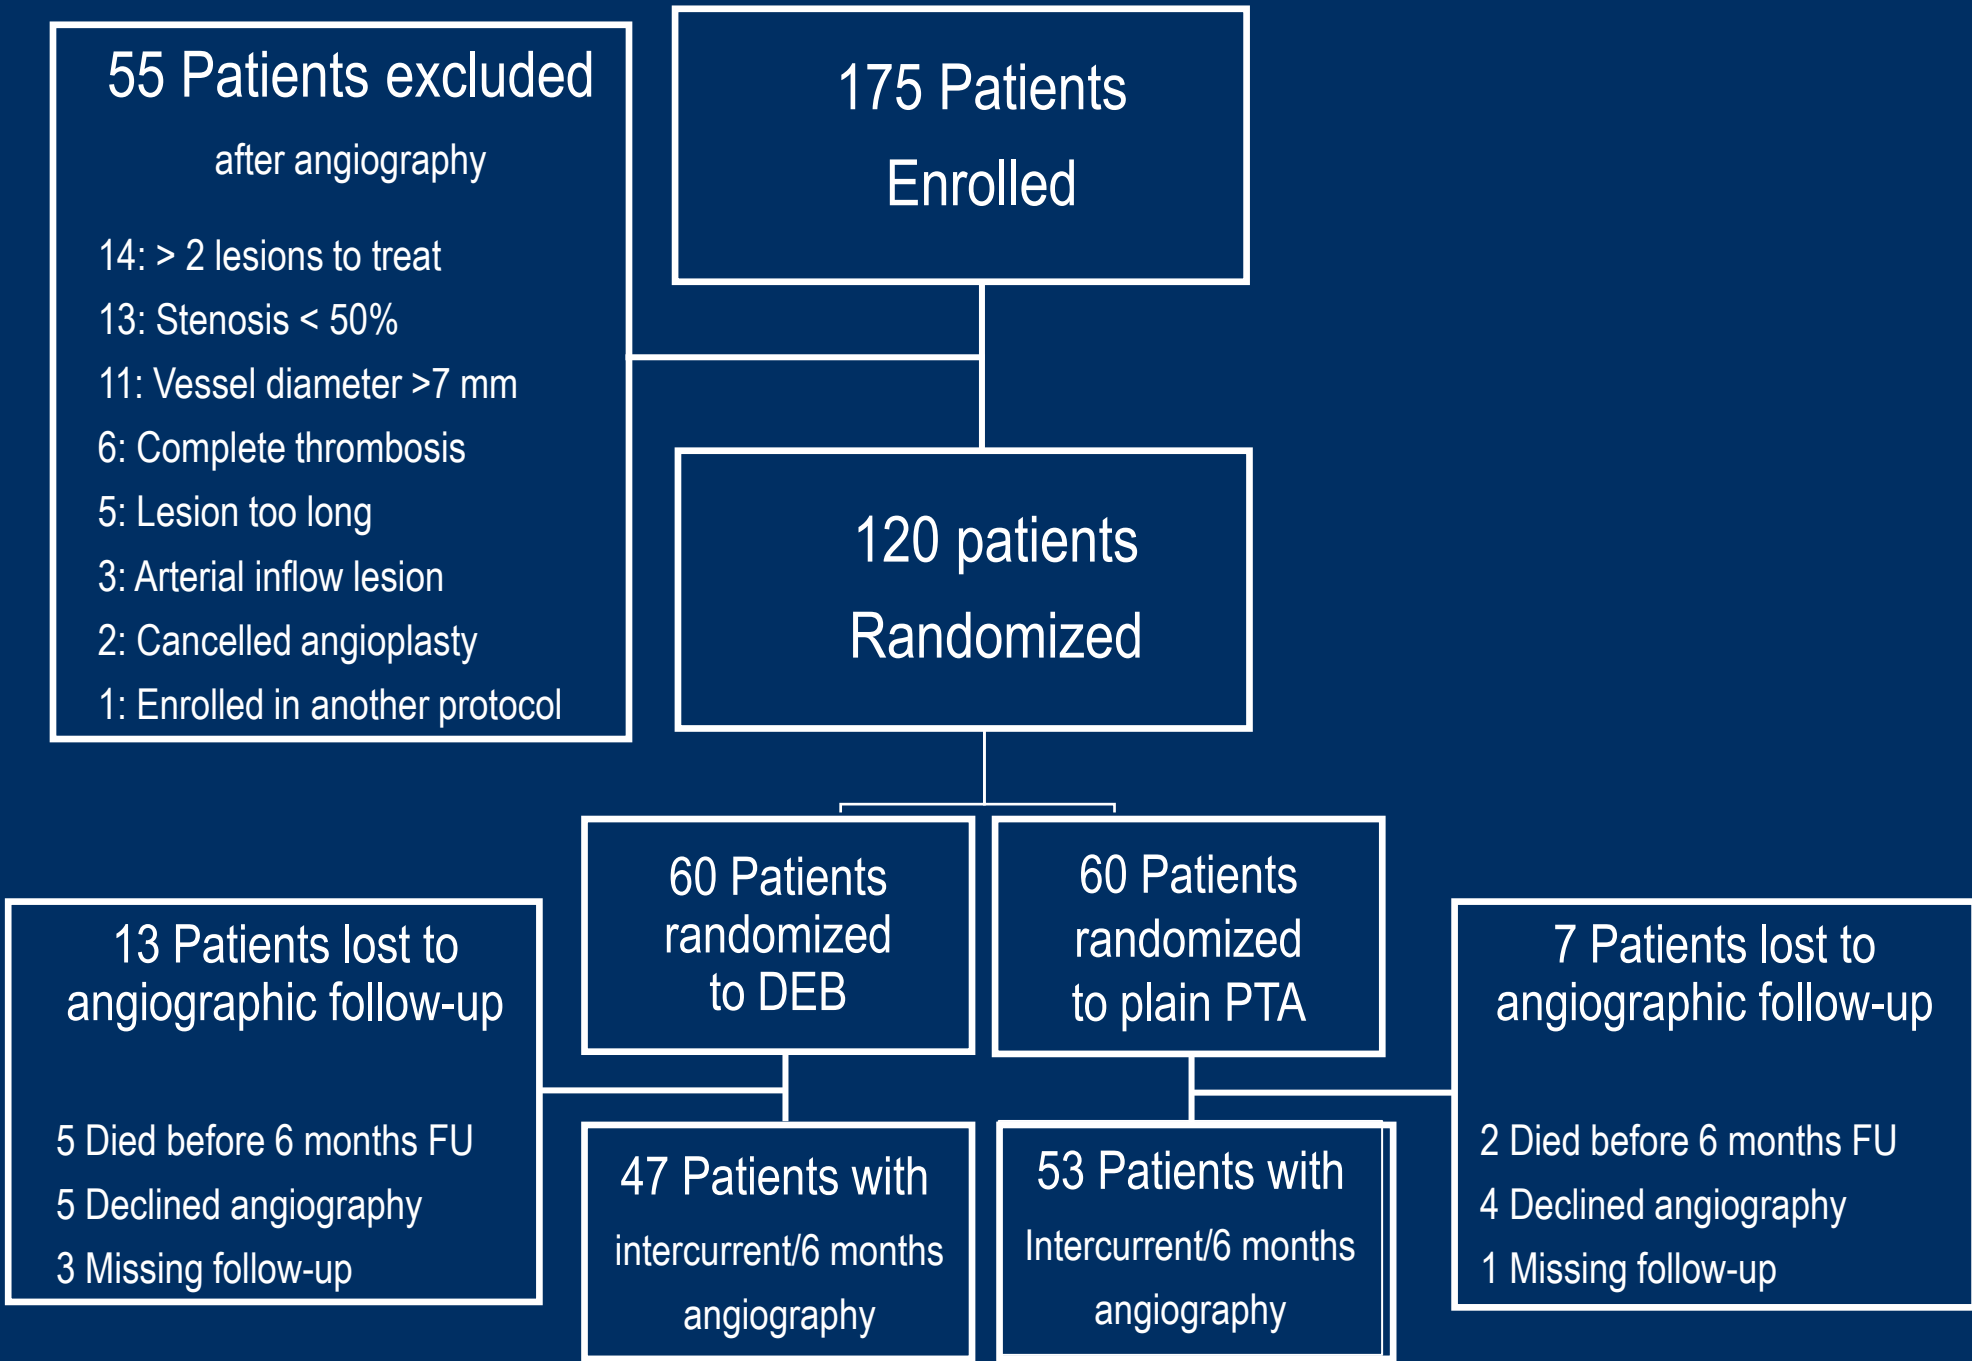 55 Patients excluded
after angiography
14: > 2 lesions to treat
13: Stenosis < 50%
11: Vessel diameter >7 mm
6: Complete thrombosis
5: Lesion too long
3: Arterial inflow lesion
2: Cancelled angioplasty
1: Enrolled in another protocol
175 Patients
Enrolled
120 patients
Randomized
60 Patients
randomized
to DEB
60 Patients
randomized
to plain PTA
13 Patients lost to
angiographic follow-up
5 Died before 6 months FU
5 Declined angiography
3 Missing follow-up
47 Patients with
intercurrent/6 months
angiography
53 Patients with
Intercurrent/6 months
angiography
7 Patients lost to
angiographic follow-up
2 Died before 6 months FU
4 Declined angiography
1 Missing follow-up